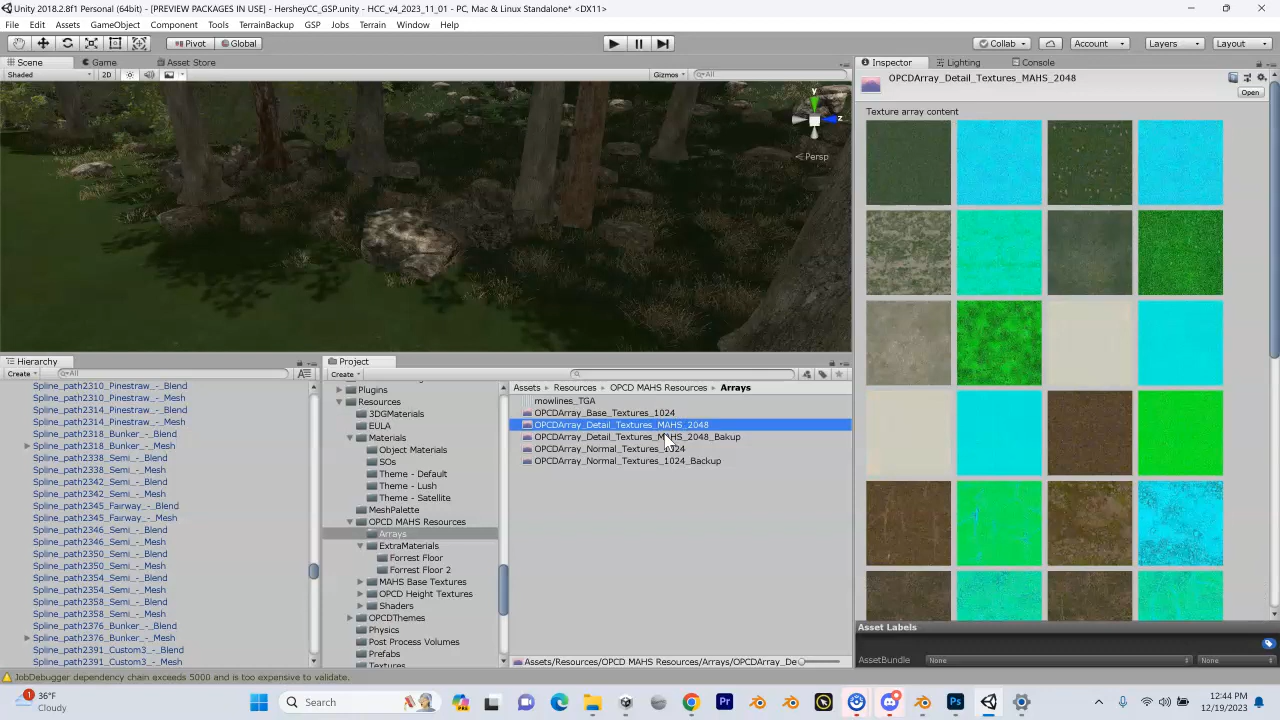 Unity 2018.2.8f1 Personal (64bit) - [PREVIEW PACKAGES IN USE] - HersheyCC_GSP.unity - HCC_v4_2023_11_01 - PC, Mac & Linux Standalone* <DX11>
File Edit Assets GameObject Component Tools TerrainBackup GSP Jobs Terrain Window Help
Pivot Global Collab Account Layers Layout
Scene Game Asset Store
Shaded 2D Gizmos All
y
z
Persp
Inspector Lighting Console
OPCDArray_Detail_Textures_MAHS_2048
Open
Texture array content
Hierarchy
Create All
Spline_path2310_Pinestraw_-_Blend
Spline_path2310_Pinestraw_-_Mesh
Spline_path2314_Pinestraw_-_Blend
Spline_path2314_Pinestraw_-_Mesh
Spline_path2318_Bunker_-_Blend
Spline_path2318_Bunker_-_Mesh
Spline_path2338_Semi_-_Blend
Spline_path2338_Semi_-_Mesh
Spline_path2342_Semi_-_Blend
Spline_path2342_Semi_-_Mesh
Spline_path2345_Fairway_-_Blend
Spline_path2345_Fairway_-_Mesh
Spline_path2346_Semi_-_Blend
Spline_path2346_Semi_-_Mesh
Spline_path2350_Semi_-_Blend
Spline_path2350_Semi_-_Mesh
Spline_path2354_Semi_-_Blend
Spline_path2354_Semi_-_Mesh
Spline_path2358_Semi_-_Blend
Spline_path2358_Semi_-_Mesh
Spline_path2376_Bunker_-_Blend
Spline_path2376_Bunker_-_Mesh
Spline_path2391_Custom3_-_Blend
Spline_path2391_Custom3_-_Mesh
Project
Create
Plugins
Resources
3DGMaterials
EULA
Materials
Object Materials
SOs
Theme - Default
Theme - Lush
Theme - Satellite
MeshPalette
OPCD MAHS Resources
Arrays
ExtraMaterials
Forrest Floor
Forrest Floor 2
MAHS Base Textures
OPCD Height Textures
Shaders
OPCDThemes
Physics
Post Process Volumes
Prefabs
Textures
Assets Resources OPCD MAHS Resources Arrays
mowlines_TGA
OPCDArray_Base_Textures_1024
OPCDArray_Detail_Textures_MAHS_2048
OPCDArray_Detail_Textures_MAHS_2048_Bakup
OPCDArray_Normal_Textures_1024
OPCDArray_Normal_Textures_1024_Backup
Assets/Resources/OPCD MAHS Resources/Arrays/OPCDArray_De
Asset Labels
AssetBundle None None
JobDebugger dependency chain exceeds 5000 and is too expensive to validate.
1
36°F
Cloudy
Search
Pr
Ps
12:44 PM
12/19/2023